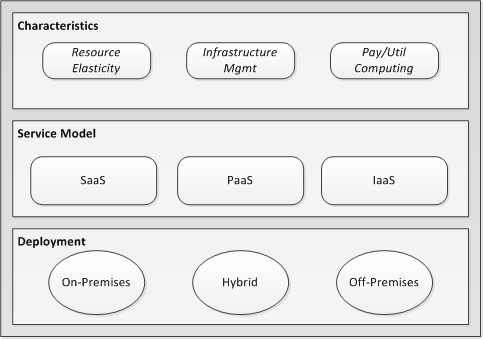 Characteristics
Resource
Elasticity
Infrastructure
Mgmt
Pay/Util
Computing
Service Model
SaaS
PaaS
IaaS
Deployment
On-Premises
Hybrid
Off-Premises